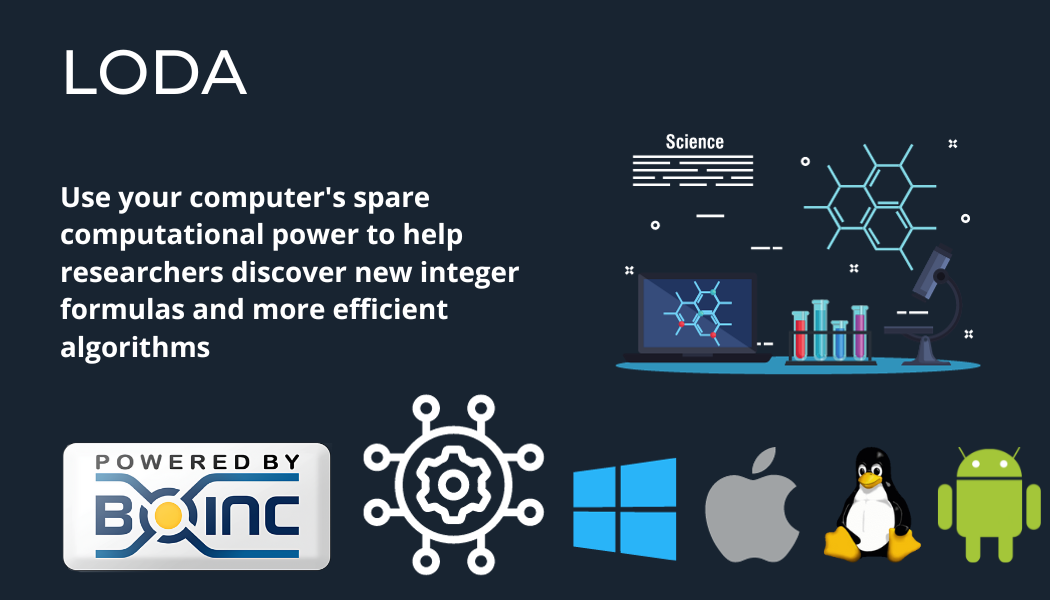 LODA
Science
Use your computer's spare
computational power to help
researchers discover new integer
formulas and more efficient
algorithms
POWERED BY
BOINC